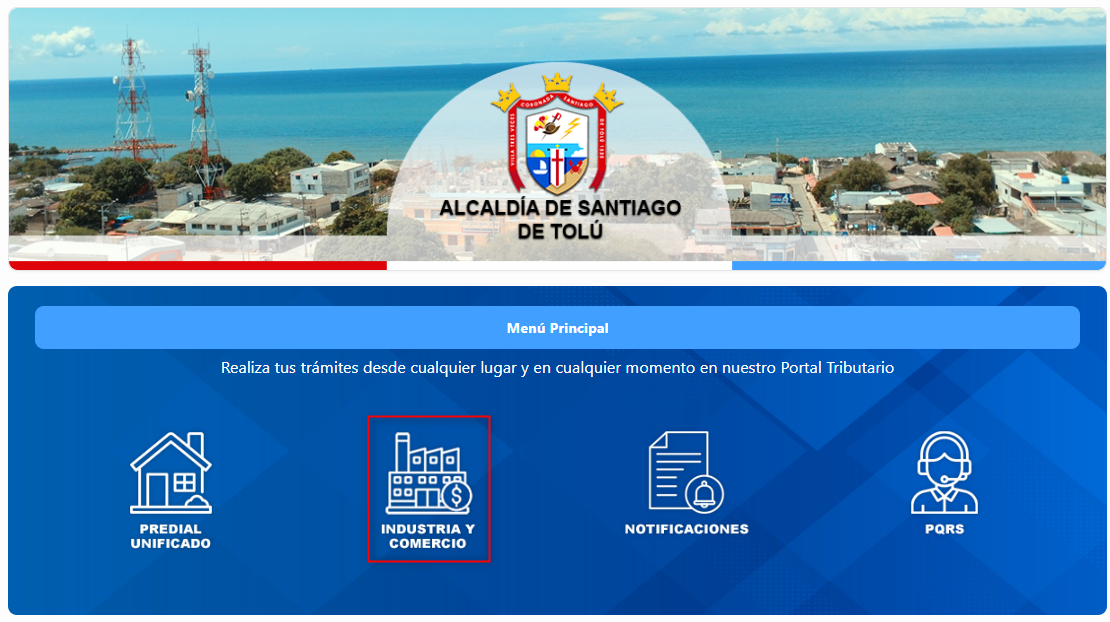 VILLA TRES VECES CORONADA SANTIAGO DE TOLÚ 1535
ALCALDÍA DE SANTIAGO
DE TOLÚ
Menú Principal
Realiza tus trámites desde cualquier lugar y en cualquier momento en nuestro Portal Tributario
PREDIAL
UNIFICADO
INDUSTRIA Y
COMERCIO
NOTIFICACIONES
PQRS